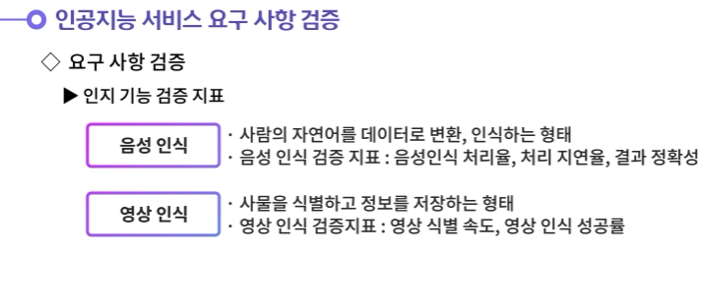 인공지능 서비스 요구 사항 검증
◇ 요구 사항 검증
▶ 인지 기능 검증 지표
음성 인식
· 사람의 자연어를 데이터로 변환, 인식하는 형태
· 음성 인식 검증 지표 : 음성인식 처리율, 처리 지연율, 결과 정확성
영상 인식
· 사물을 식별하고 정보를 저장하는 형태
· 영상 인식 검증지표 : 영상 식별 속도, 영상 인식 성공률